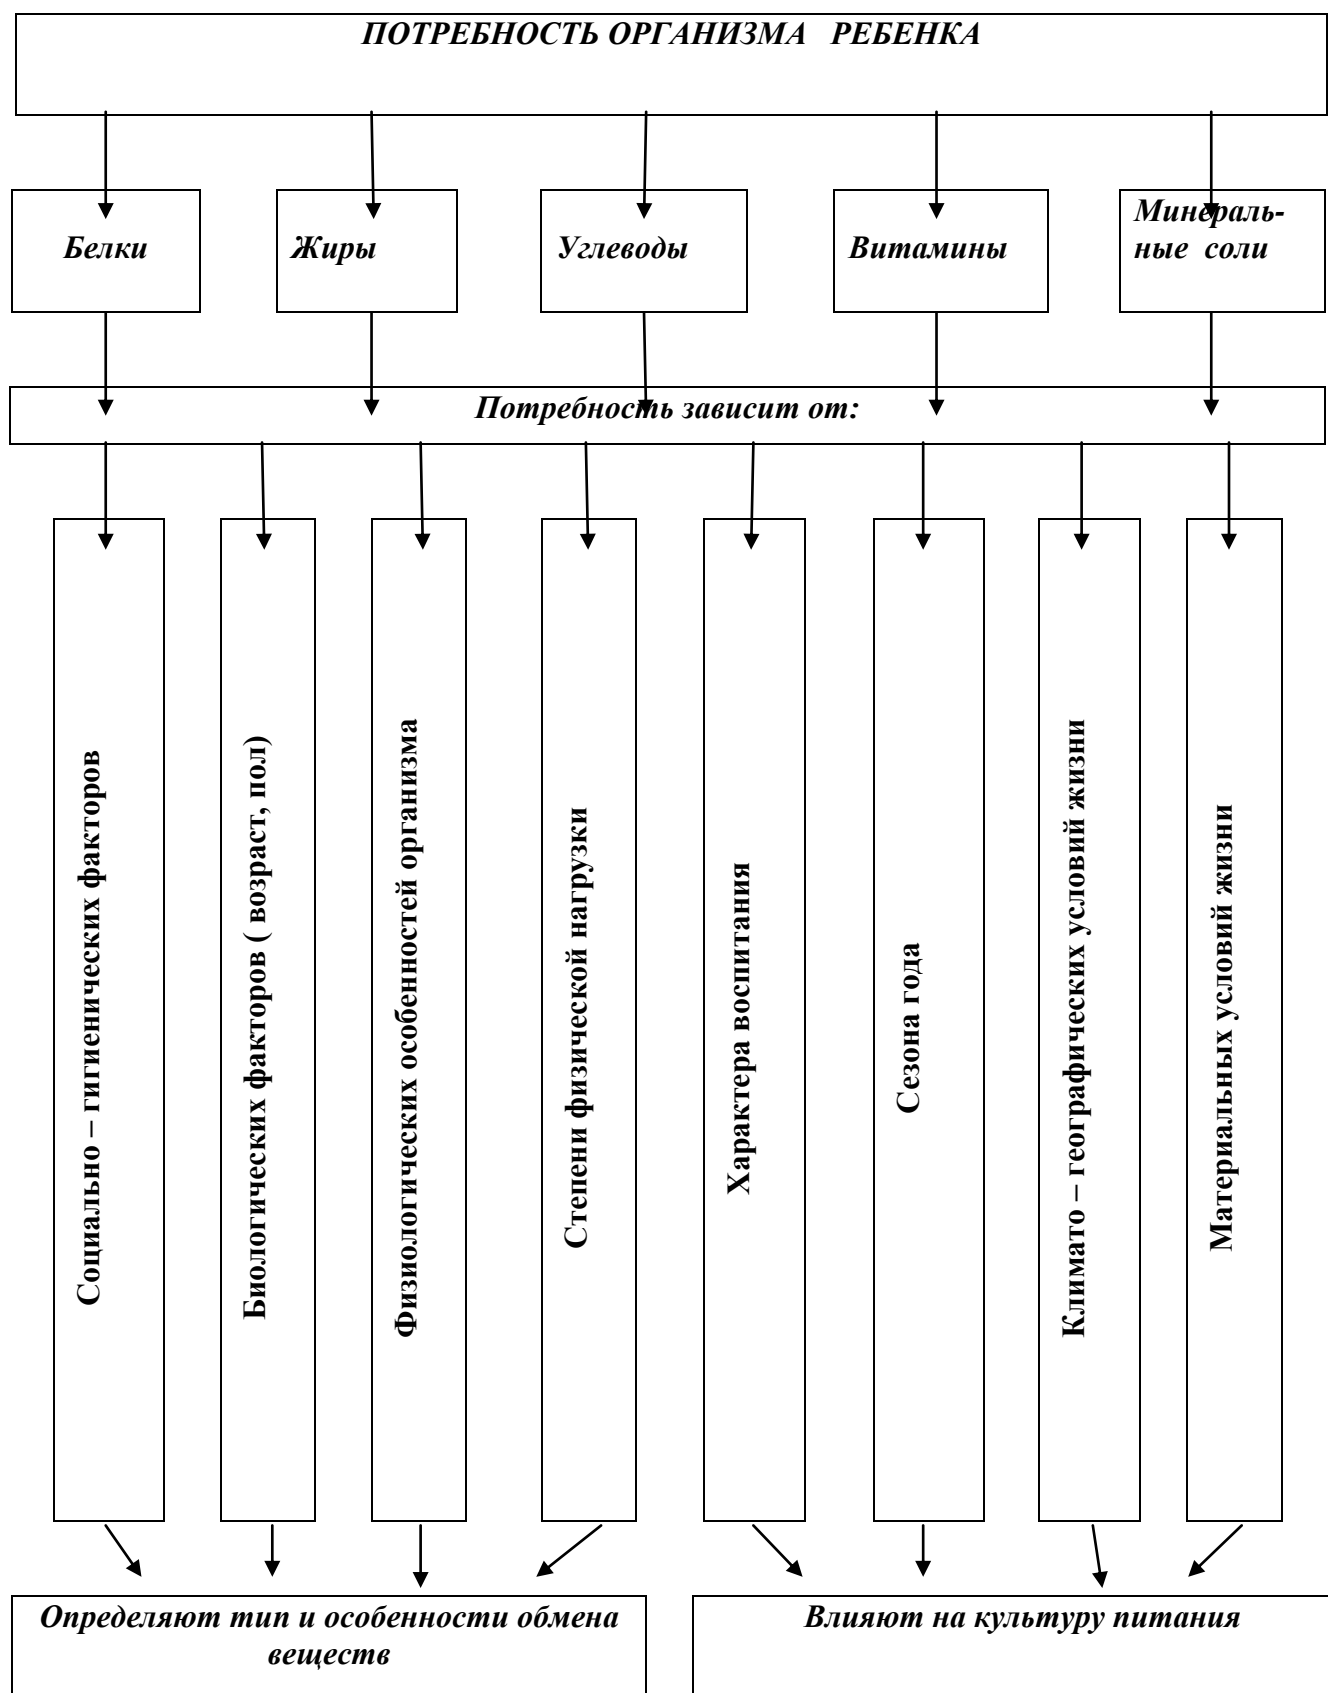 ПОТРЕБНОСТЬ ОРГАНИЗМА РЕБЕНКА
Белки
Жиры
Углеводы
Витамины
Минераль-
ные соли
Потребность зависит от:
Социально – гигиенических факторов
Биологических факторов ( возраст, пол)
Физиологических особенностей организма
Степени физической нагрузки
Характера воспитания
Сезона года
Климато – географических условий жизни
Материальных условий жизни
Определяют тип и особенности обмена
веществ
Влияют на культуру питания